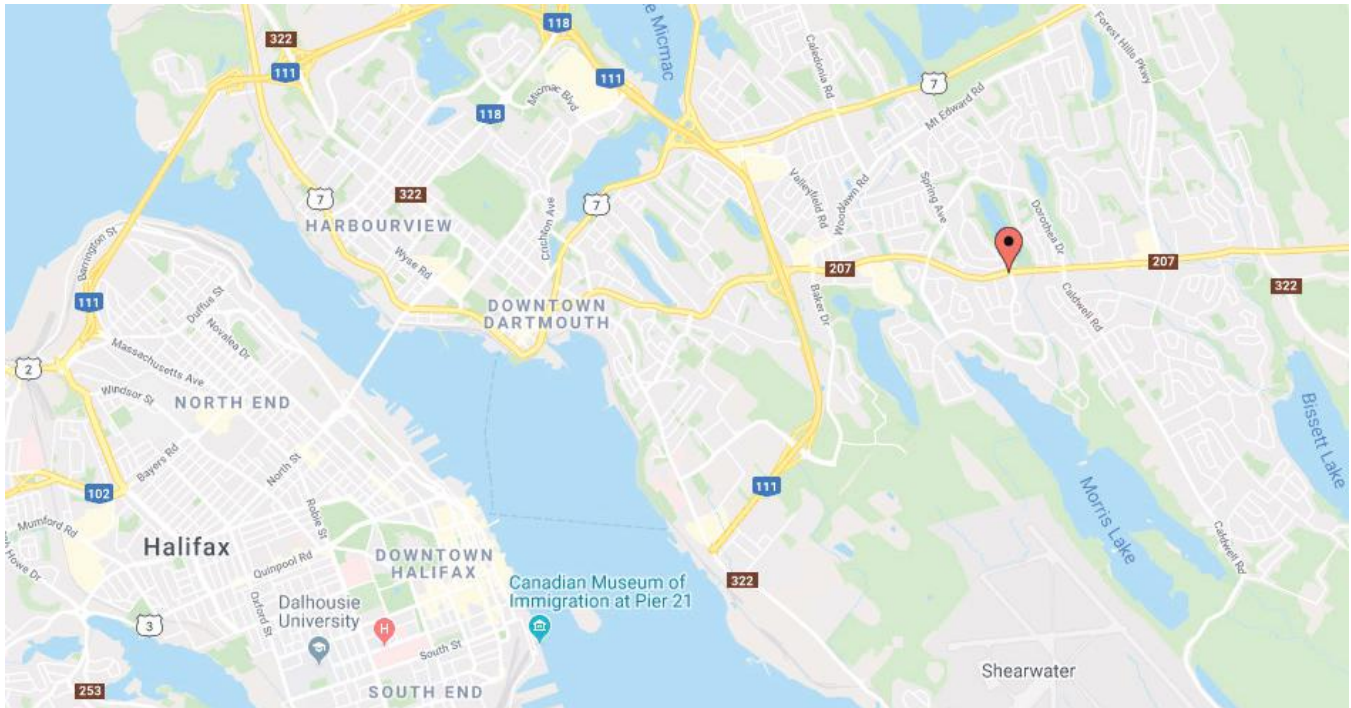 118
322
111
e Micmac
111
118
Micmac Blvd
7
Caledonia Rd
Forest Hills Pkwy
7
Mt Edward Rd
322
7
HARBOURVIEW
7
Crichton Ave
Wyse Rd
Valleyfield Rd
Woodlawn Rd
Spring Ave
Dorothea Dr
207
207
322
Barrington St
111
Duffus St
Novalea Dr
DOWNTOWN
DARTMOUTH
Baker Dr
Caldwell Rd
2
Massachusetts Ave
Windsor St
NORTH END
Bissett Lake
Bayers Rd
North St
102
111
Mumford Rd
Robie St
Morris Lake
Caldwell Rd
Howe Dr
Halifax
Quinpool Rd
DOWNTOWN
HALIFAX
322
Canadian Museum of
Immigration at Pier 21
3
Oxford St
Dalhousie
University
H
South St
253
SOUTH END
Shearwater